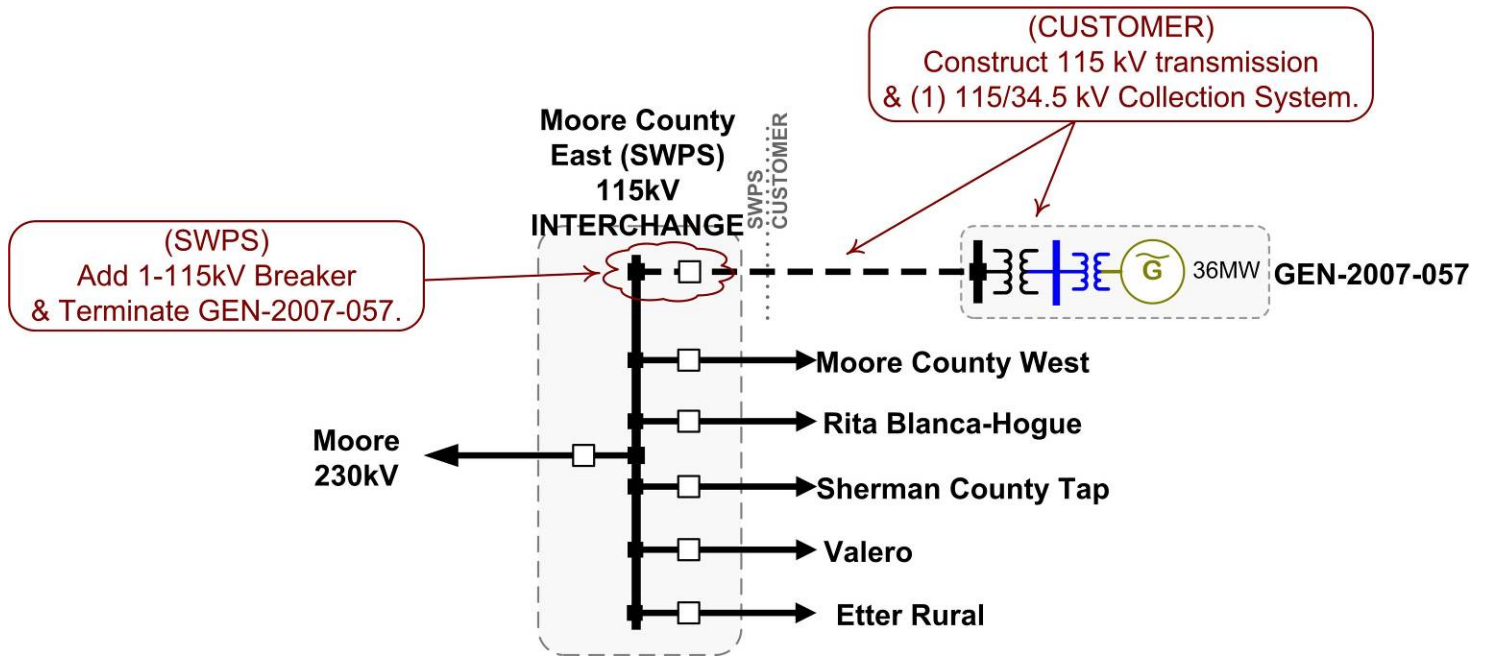 (CUSTOMER)
Construct 115 kV transmission
& (1) 115/34.5 kV Collection System.
Moore County
East (SWPS)
115kV
INTERCHANGE
SWPS
CUSTOMER
(SWPS)
Add 1-115kV Breaker
& Terminate GEN-2007-057.
G
36MW
GEN-2007-057
Moore County West
Rita Blanca-Hogue
Moore
230kV
Sherman County Tap
Valero
Etter Rural